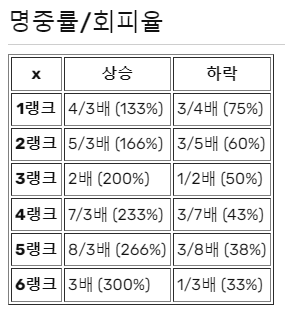 명중률/회피율
x 상승 하락
1랭크 4/3배 (133%) 3/4배 (75%)
2랭크 5/3배 (166%) 3/5배 (60%)
3랭크 2배 (200%) 1/2배 (50%)
4랭크 7/3배 (233%) 3/7배 (43%)
5랭크 8/3배 (266%) 3/8배 (38%)
6랭크 3배 (300%) 1/3배 (33%)